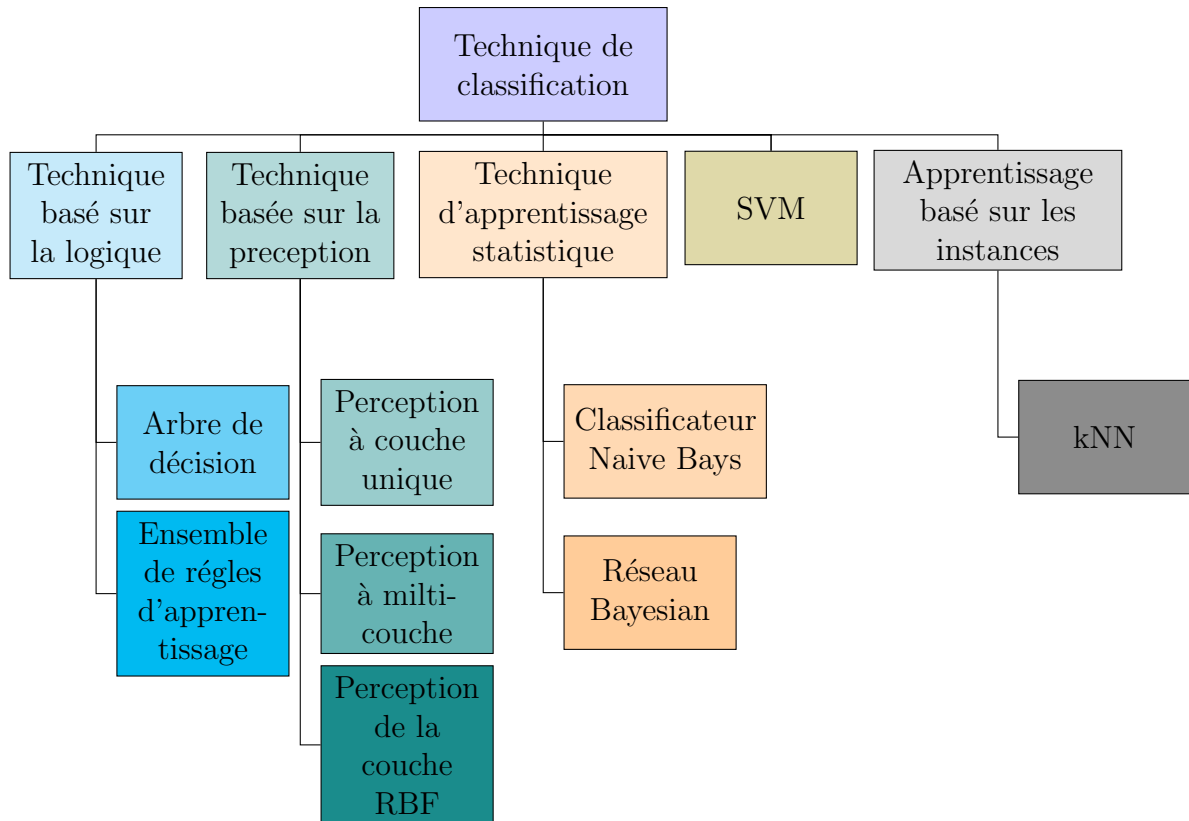 Technique de
classification
Technique
basé sur
la logique
Technique
basée sur la
preception
Technique
d'apprentissage
statistique
SVM
Apprentissage
basé sur les
instances
Arbre de
décision
Ensemble
de régles
d'appren-
tissage
Perception
à couche
unique
Perception
à milti-
couche
Perception
de la
couche
RBF
Classificateur
Naive Bays
Réseau
Bayesian
kNN